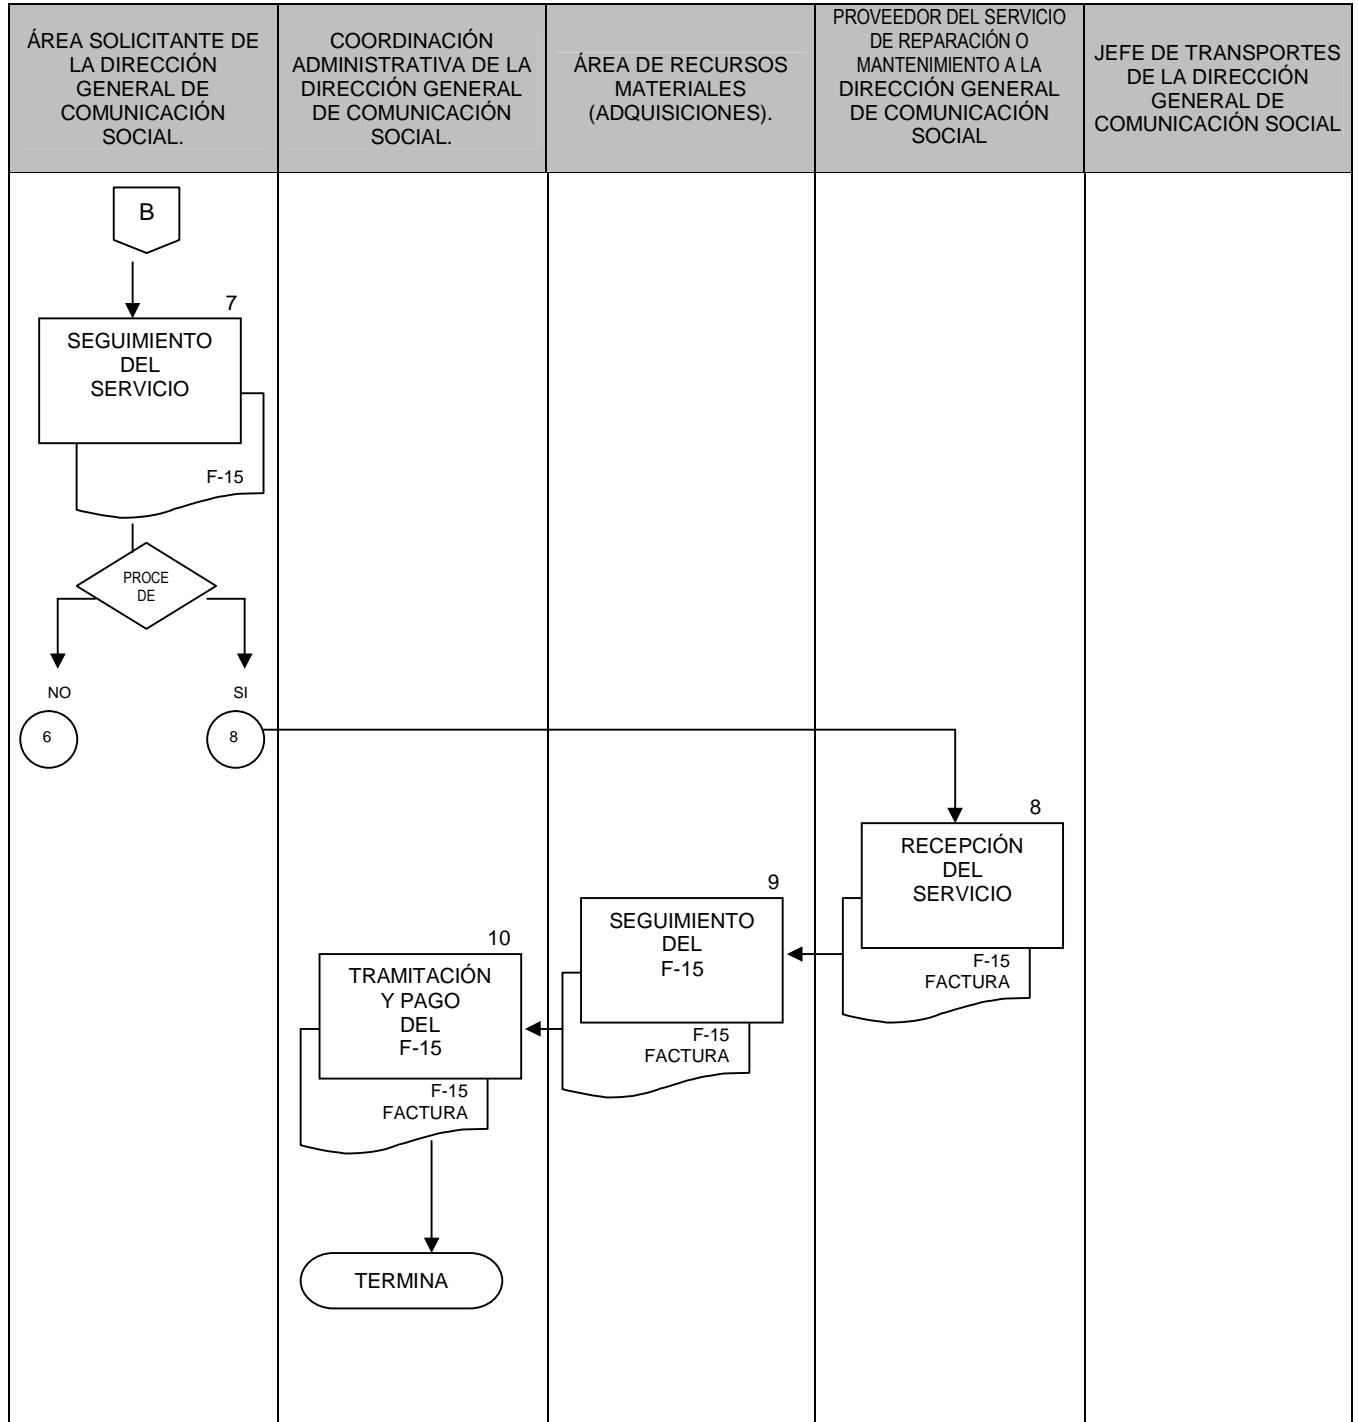 ÁREA SOLICITANTE DE
LA DIRECCIÓN
GENERAL DE
COMUNICACIÓN
SOCIAL.
COORDINACIÓN
ADMINISTRATIVA DE LA
DIRECCIÓN GENERAL
DE COMUNICACIÓN
SOCIAL.
ÁREA DE RECURSOS
MATERIALES
(ADQUISICIONES).
PROVEEDOR DEL SERVICIO
DE REPARACIÓN O
MANTENIMIENTO A LA
DIRECCIÓN GENERAL
DE COMUNICACIÓN
SOCIAL
JEFE DE TRANSPORTES
DE LA DIRECCIÓN
GENERAL DE
COMUNICACIÓN SOCIAL
B
7
SEGUIMIENTO
DEL
SERVICIO
F-15
PROCE
DE
NO
SI
6
8
8
RECEPCIÓN
DEL
SERVICIO
F-15
FACTURA
9
SEGUIMIENTO
DEL
F-15
F-15
FACTURA
10
TRAMITACIÓN
Y PAGO
DEL
F-15
F-15
FACTURA
TERMINA